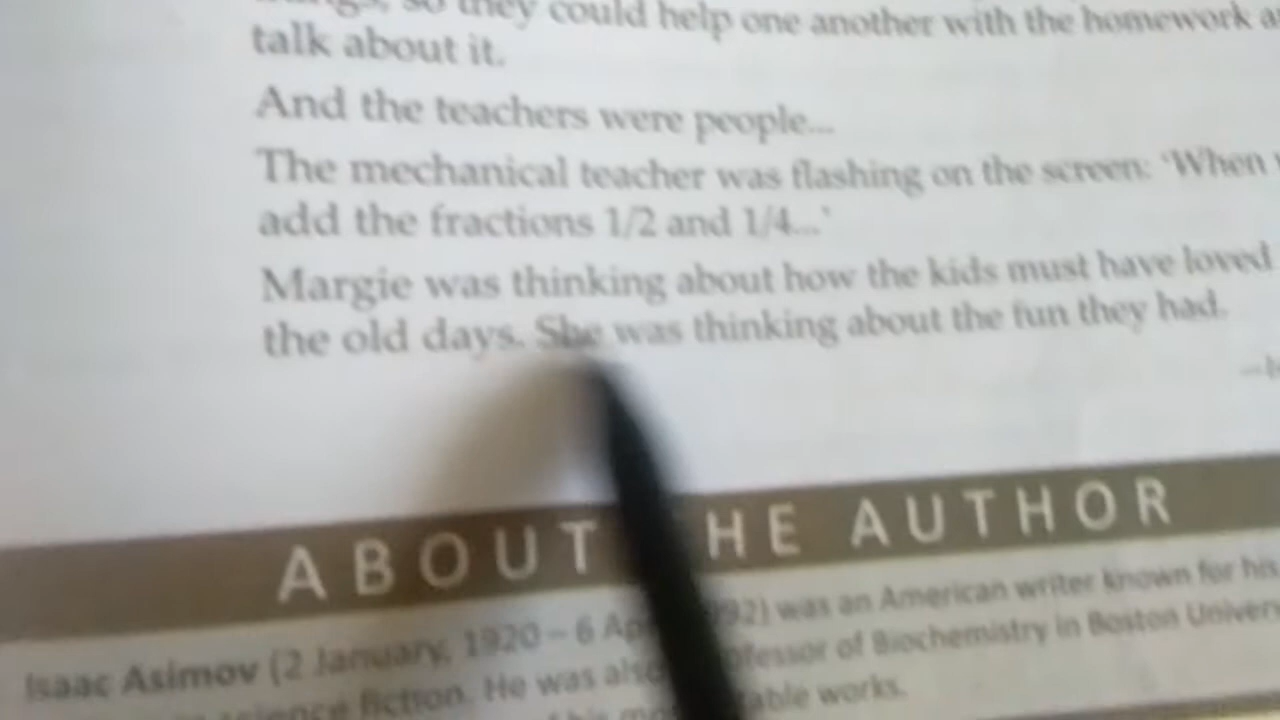 so they could help one another with the homework
talk about it.
And the teachers were people...
The mechanical teacher was flashing on the screen: 'When
add the fractions 1/2 and 1/4...'
Margie was thinking about how the kids must have loved
the old days. She was thinking about the fun they had.
ABOUT HE AUTHOR
Isaac Asimov (2 January, 1920 – 6 Ap 92) was an American writer known for his
science fiction. He was also fessor of Biochemistry in Boston Univer
able works.